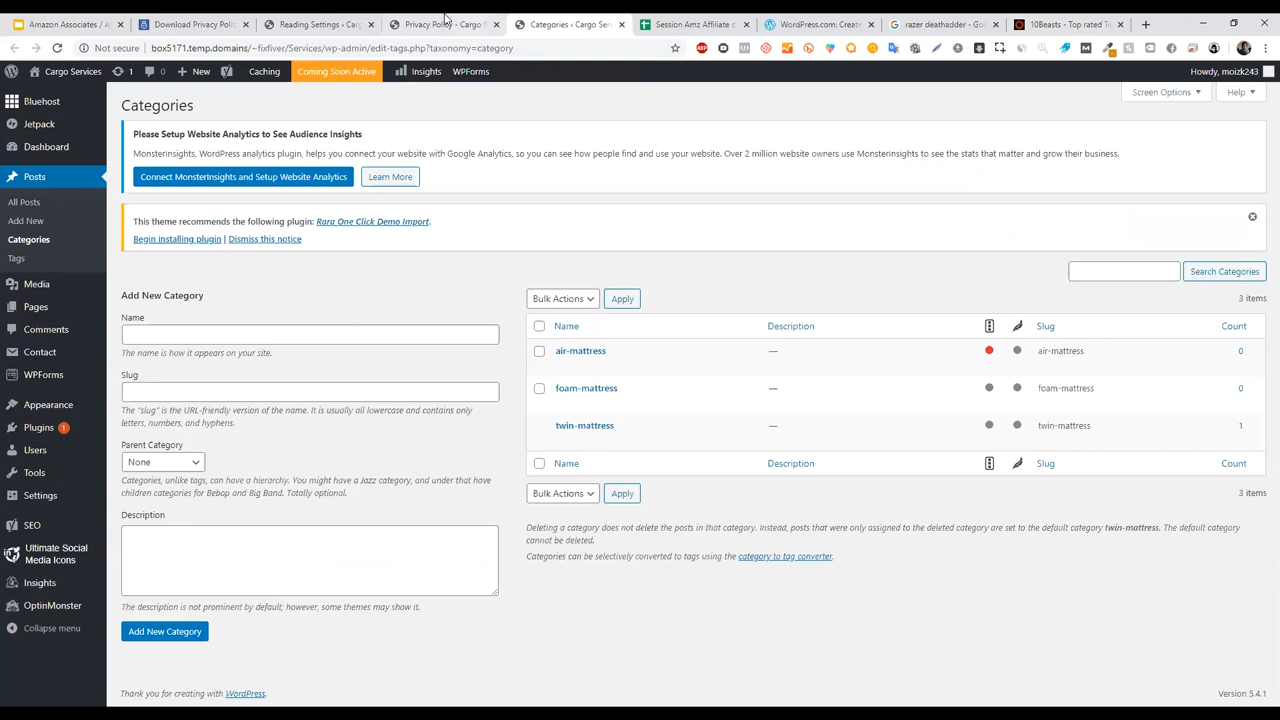 Amazon Associates / A
Download Privacy Polic
Reading Settings ‹ Carg
Privacy Policy - Cargo S
Categories ‹ Cargo Serv
Session Amz Affiliate c
WordPress.com: Create
razer deathadder - Go
10Beasts - Top rated Te
Not secure
box5171.temp.domains/~fixfiver/Services/wp-admin/edit-tags.php?taxonomy=category
Cargo Services
1
0
New
Caching
Coming Soon Active
Insights
WPForms
Howdy, moizk243
Bluehost
Jetpack
Dashboard
Posts
All Posts
Add New
Categories
Tags
Media
Pages
Comments
Contact
WPForms
Appearance
Plugins 1
Users
Tools
Settings
SEO
Ultimate Social
Media Icons
Insights
OptinMonster
Collapse menu
Screen Options
Help
Categories
Please Setup Website Analytics to See Audience Insights
MonsterInsights, WordPress analytics plugin, helps you connect your website with Google Analytics, so you can see how people find and use your website. Over 2 million website owners use MonsterInsights to see the stats that matter and grow their business.
Connect MonsterInsights and Setup Website Analytics
Learn More
This theme recommends the following plugin: Rara One Click Demo Import.
Begin installing plugin | Dismiss this notice
Search Categories
Add New Category
Name
The name is how it appears on your site.
Slug
The "slug" is the URL-friendly version of the name. It is usually all lowercase and contains only
letters, numbers, and hyphens.
Parent Category
None
Categories, unlike tags, can have a hierarchy. You might have a Jazz category, and under that have
children categories for Bebop and Big Band. Totally optional.
Description
The description is not prominent by default; however, some themes may show it.
Add New Category
Bulk Actions
Apply
3 items
Name Description Slug Count
air-mattress — air-mattress 0
foam-mattress — foam-mattress 0
twin-mattress — twin-mattress 1
Name Description Slug Count
Bulk Actions
Apply
3 items
Deleting a category does not delete the posts in that category. Instead, posts that were only assigned to the deleted category are set to the default category twin-mattress. The default category
cannot be deleted.
Categories can be selectively converted to tags using the category to tag converter.
Thank you for creating with WordPress.
Version 5.4.1